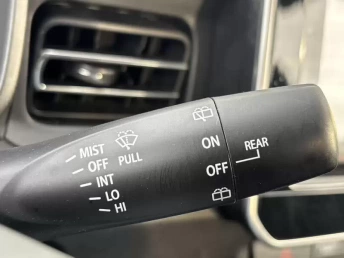 MIST
OFF
INT
LO
HI
PULL
ON
OFF
REAR